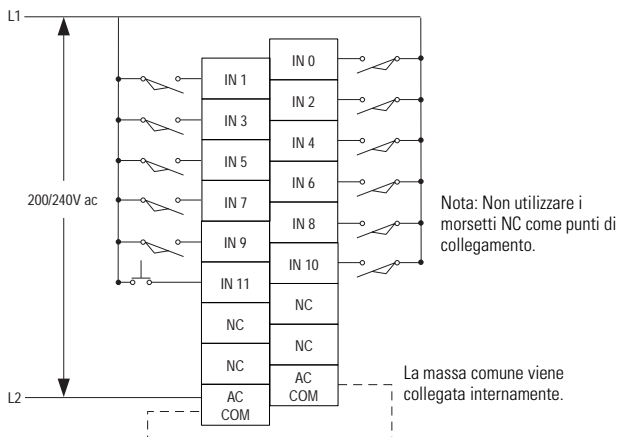 L1
IN 0
IN 1
IN 2
IN 3
IN 4
IN 5
IN 6
IN 7
IN 8
IN 9
IN 10
IN 11
NC
NC
NC
NC
AC
COM
AC
COM
200/240V ac
L2
Nota: Non utilizzare i
morsetti NC come punti di
collegamento.
La massa comune viene
collegata internamente.